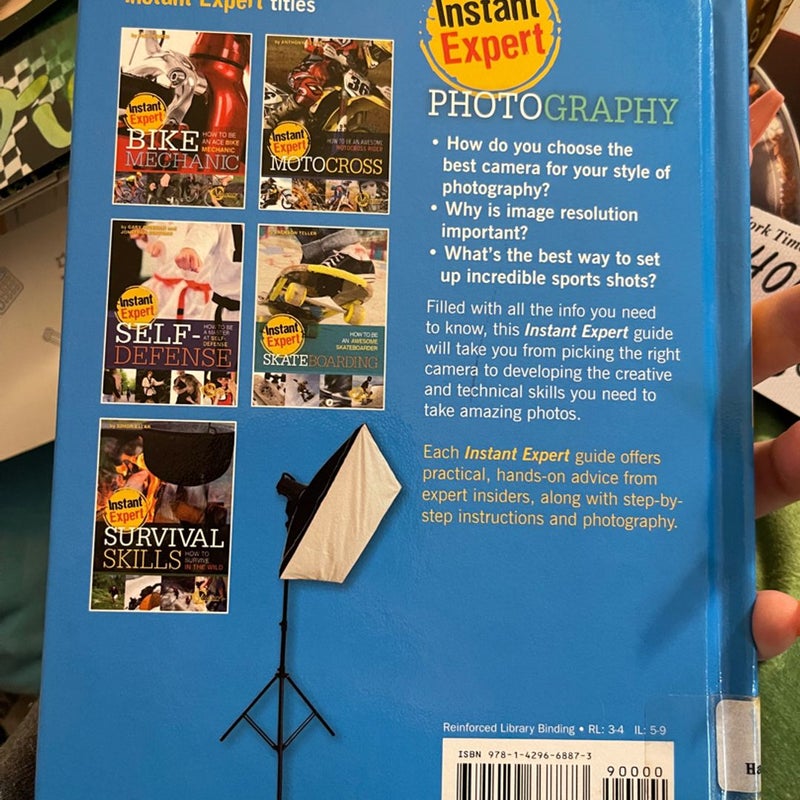 Instant Expert titles
Instant
Expert
BIKE
MECHANIC
HOW TO BE
AN ACE BIKE
MECHANIC
Instant
Expert
MOTOCROSS
HOW TO BE AN AWESOME
MOTOCROSS RIDER
Instant
Expert
SELF-
DEFENSE
HOW TO BE
A MASTER
AT SELF-
DEFENSE
Instant
Expert
SKATEBOARDING
HOW TO BE
AN AWESOME
SKATEBOARDER
Instant
Expert
SURVIVAL
SKILLS
HOW TO
SURVIVE
IN THE WILD
Instant
Expert
PHOTOGRAPHY
• How do you choose the
best camera for your style of
photography?
• Why is image resolution
important?
• What's the best way to set
up incredible sports shots?
Filled with all the info you need
to know, this Instant Expert guide
will take you from picking the right
camera to developing the creative
and technical skills you need to
take amazing photos.
Each Instant Expert guide offers
practical, hands-on advice from
expert insiders, along with step-by-
step instructions and photography.
Reinforced Library Binding • RL: 3-4 IL: 5-9
ISBN 978-1-4296-6887-3
90000